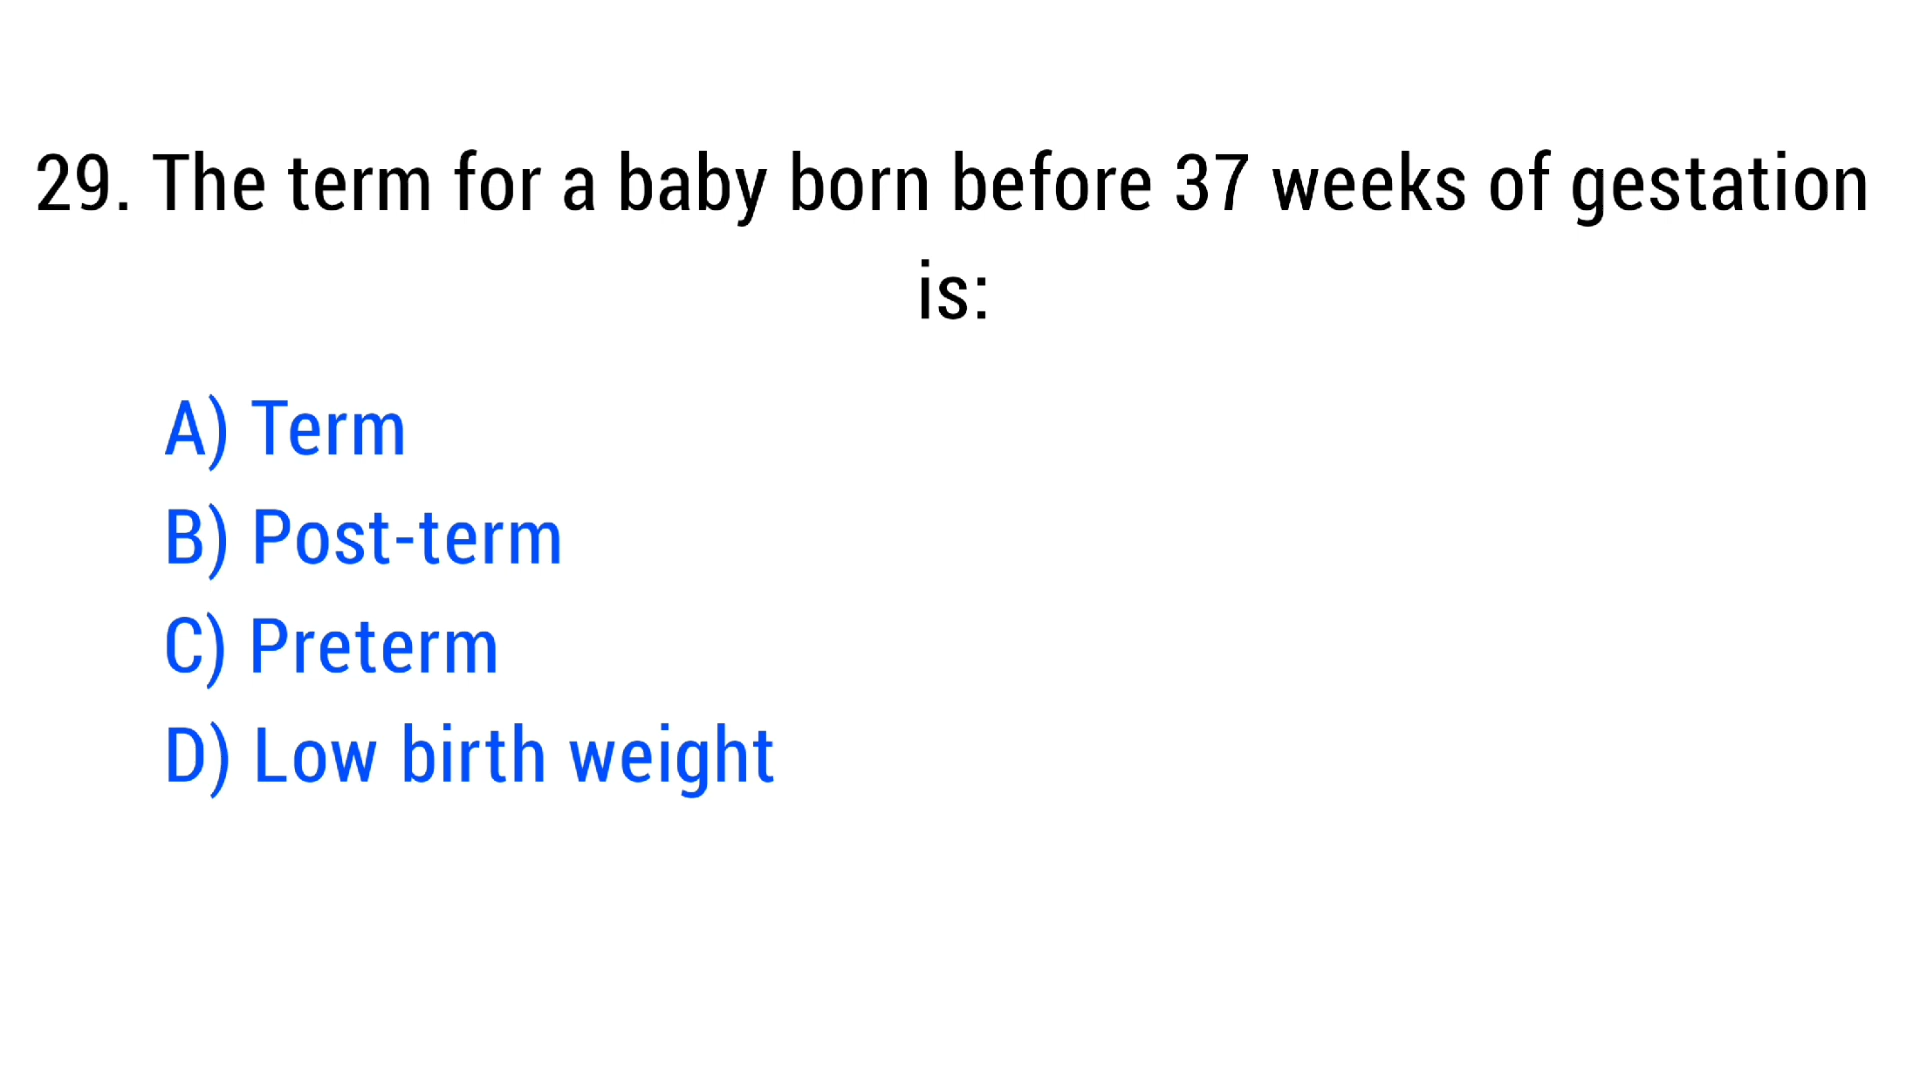 29. The term for a baby born before 37 weeks of gestation
is:
A) Term
B) Post-term
C) Preterm
D) Low birth weight